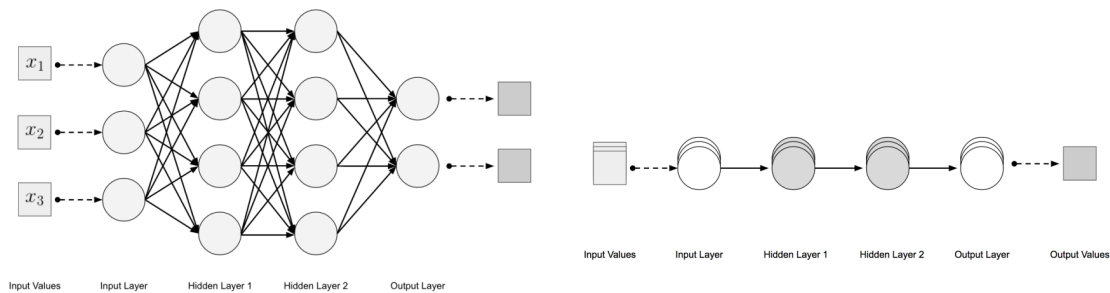 x₁
x₂
x₃
Input Values Input Layer Hidden Layer 1 Hidden Layer 2 Output Layer
Input Values Input Layer Hidden Layer 1 Hidden Layer 2 Output Layer Output Values